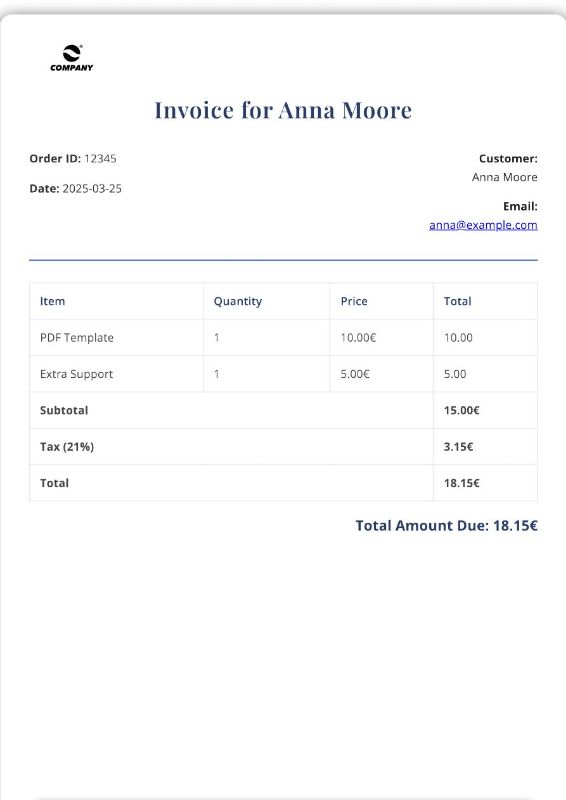 COMPANY
Invoice for Anna Moore
Order ID: 12345
Date: 2025-03-25
Customer:
Anna Moore
Email:
anna@example.com
Item Quantity Price Total
PDF Template 1 10.00€ 10.00
Extra Support 1 5.00€ 5.00
Subtotal 15.00€
Tax (21%) 3.15€
Total 18.15€
Total Amount Due: 18.15€